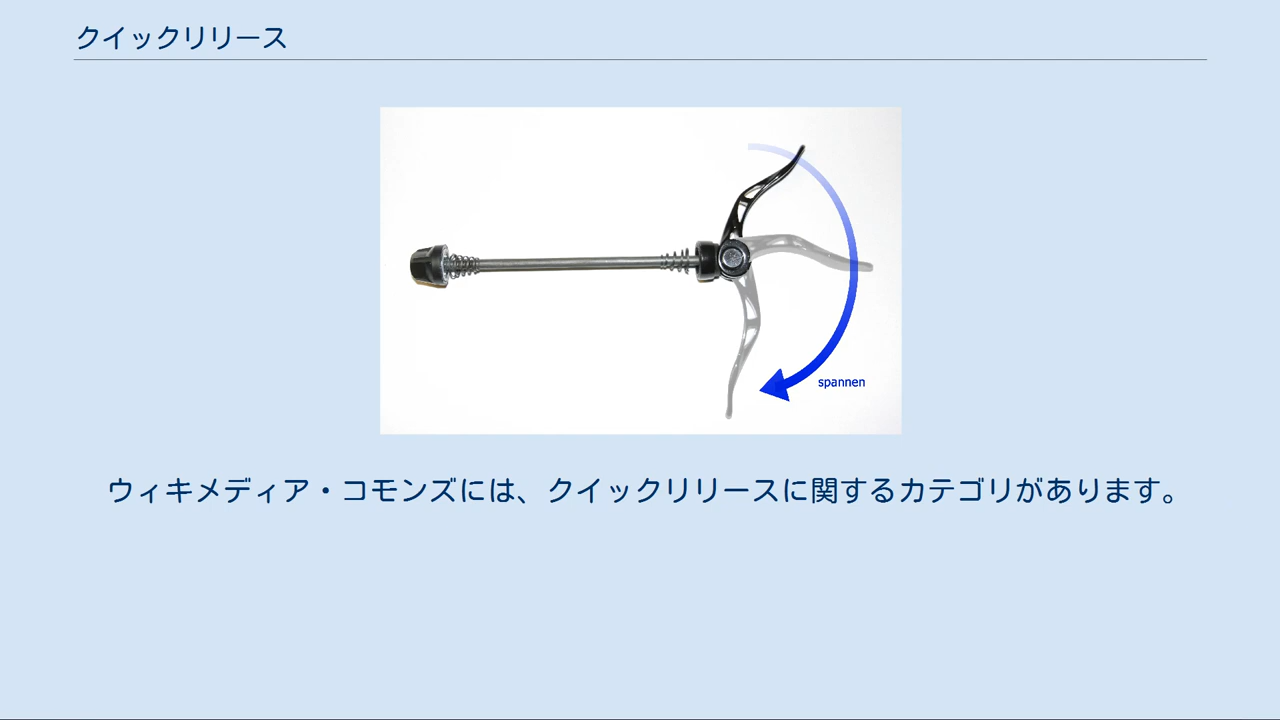 クイックリリース
spannen
ウィキメディア・コモンズには、クイックリリースに関するカテゴリがあります。